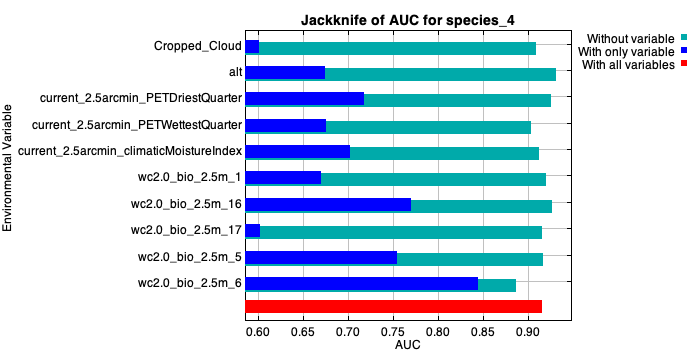 Jackknife of AUC for species_4
Environmental Variable
Cropped_Cloud
alt
current_2.5arcmin_PETDriestQuarter
current_2.5arcmin_PETWettestQuarter
current_2.5arcmin_climaticMoistureIndex
wc2.0_bio_2.5m_1
wc2.0_bio_2.5m_16
wc2.0_bio_2.5m_17
wc2.0_bio_2.5m_5
wc2.0_bio_2.5m_6
0.60 0.65 0.70 0.75 0.80 0.85 0.90
AUC
Without variable
With only variable
With all variables